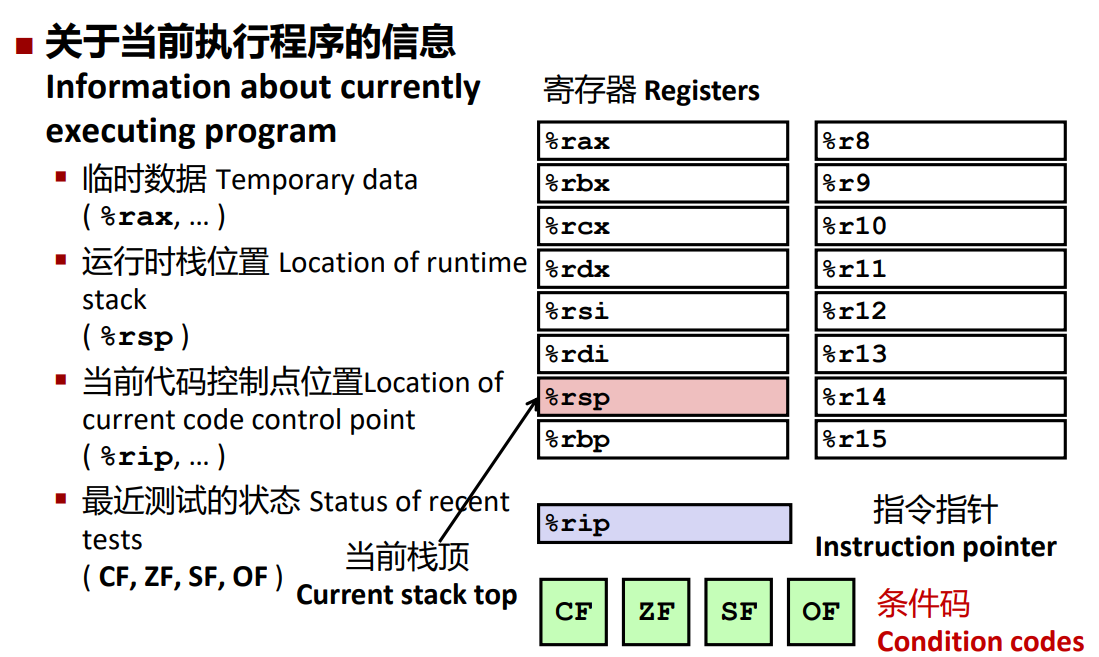 关于当前执行程序的信息
Information about currently
executing program
临时数据 Temporary data
( %rax, … )
运行时栈位置 Location of runtime
stack
( %rsp )
当前代码控制点位置Location of
current code control point
( %rip, … )
最近测试的状态 Status of recent
tests
( CF, ZF, SF, OF )
当前栈顶
Current stack top
寄存器 Registers
%rax
%rbx
%rcx
%rdx
%rsi
%rdi
%rsp
%rbp
%r8
%r9
%r10
%r11
%r12
%r13
%r14
%r15
%rip
指令指针
Instruction pointer
CF ZF SF OF
条件码
Condition codes